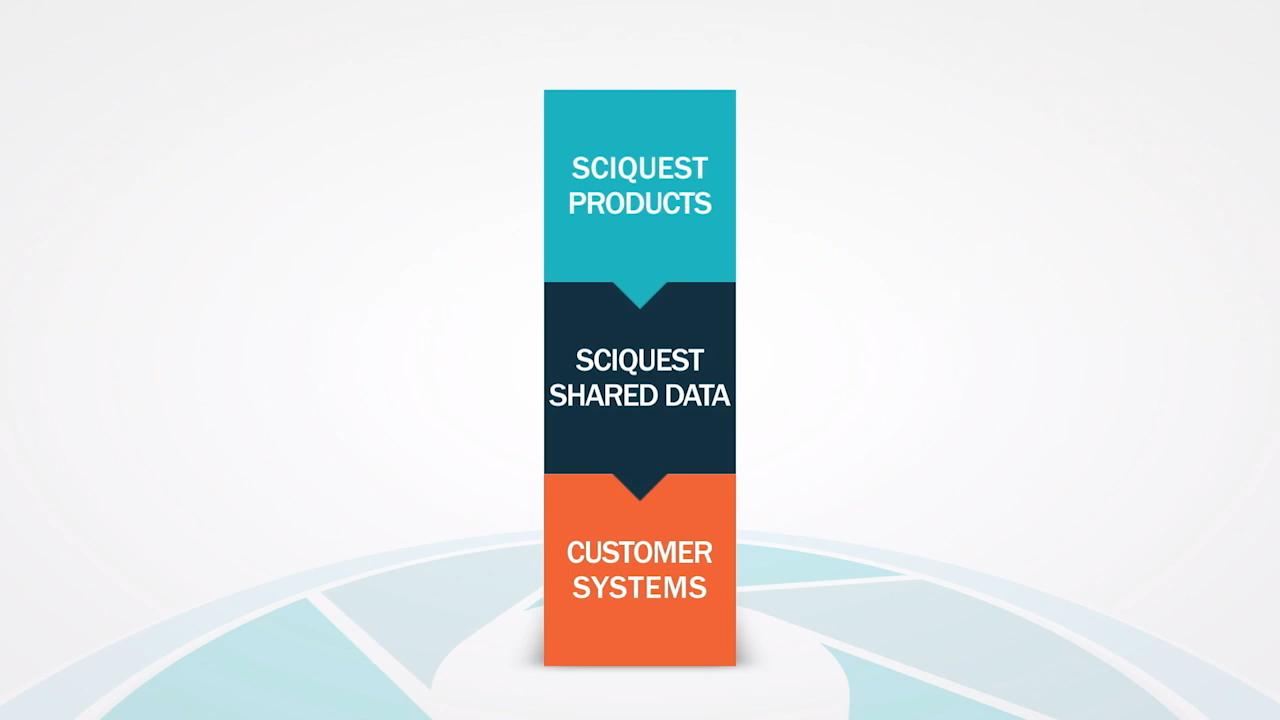 SCIQUEST
PRODUCTS
SCIQUEST
SHARED DATA
CUSTOMER
SYSTEMS